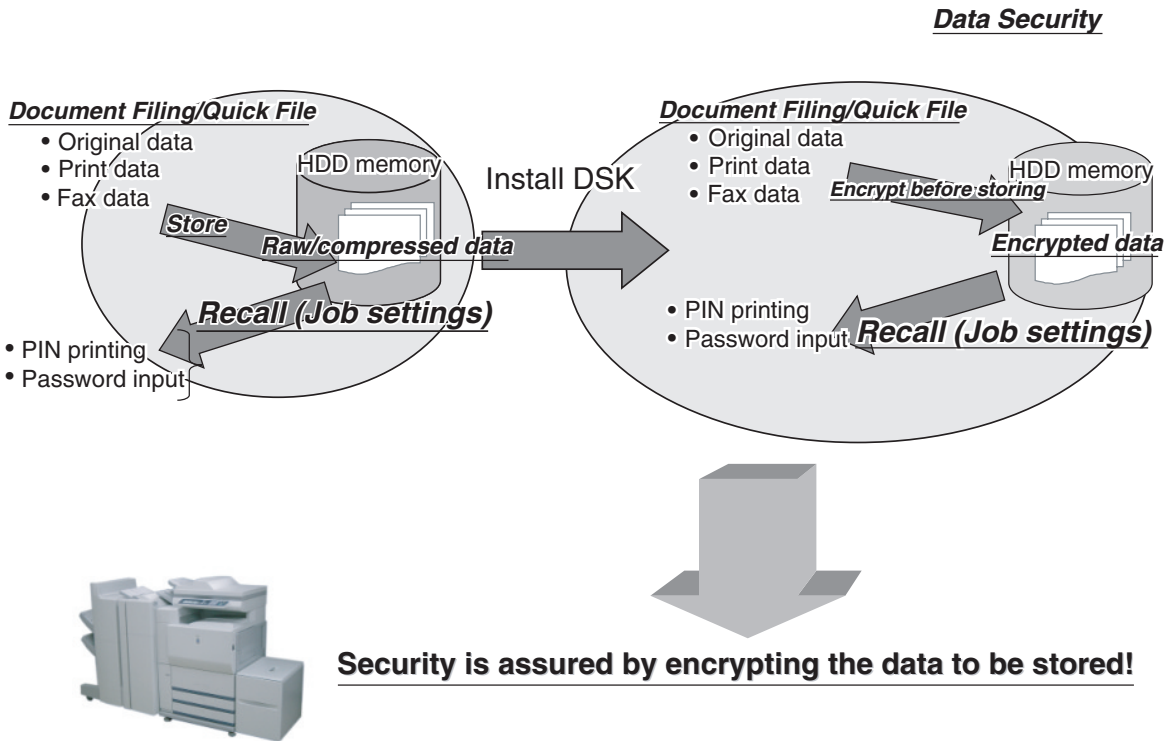 Data Security
Document Filing/Quick File
• Original data
• Print data
• Fax data
HDD memory
Store
Raw/compressed data
Recall (Job settings)
• PIN printing
• Password input
Install DSK
Document Filing/Quick File
• Original data
• Print data
• Fax data
HDD memory
Encrypt before storing
Encrypted data
• PIN printing
• Password input
Recall (Job settings)
Security is assured by encrypting the data to be stored!